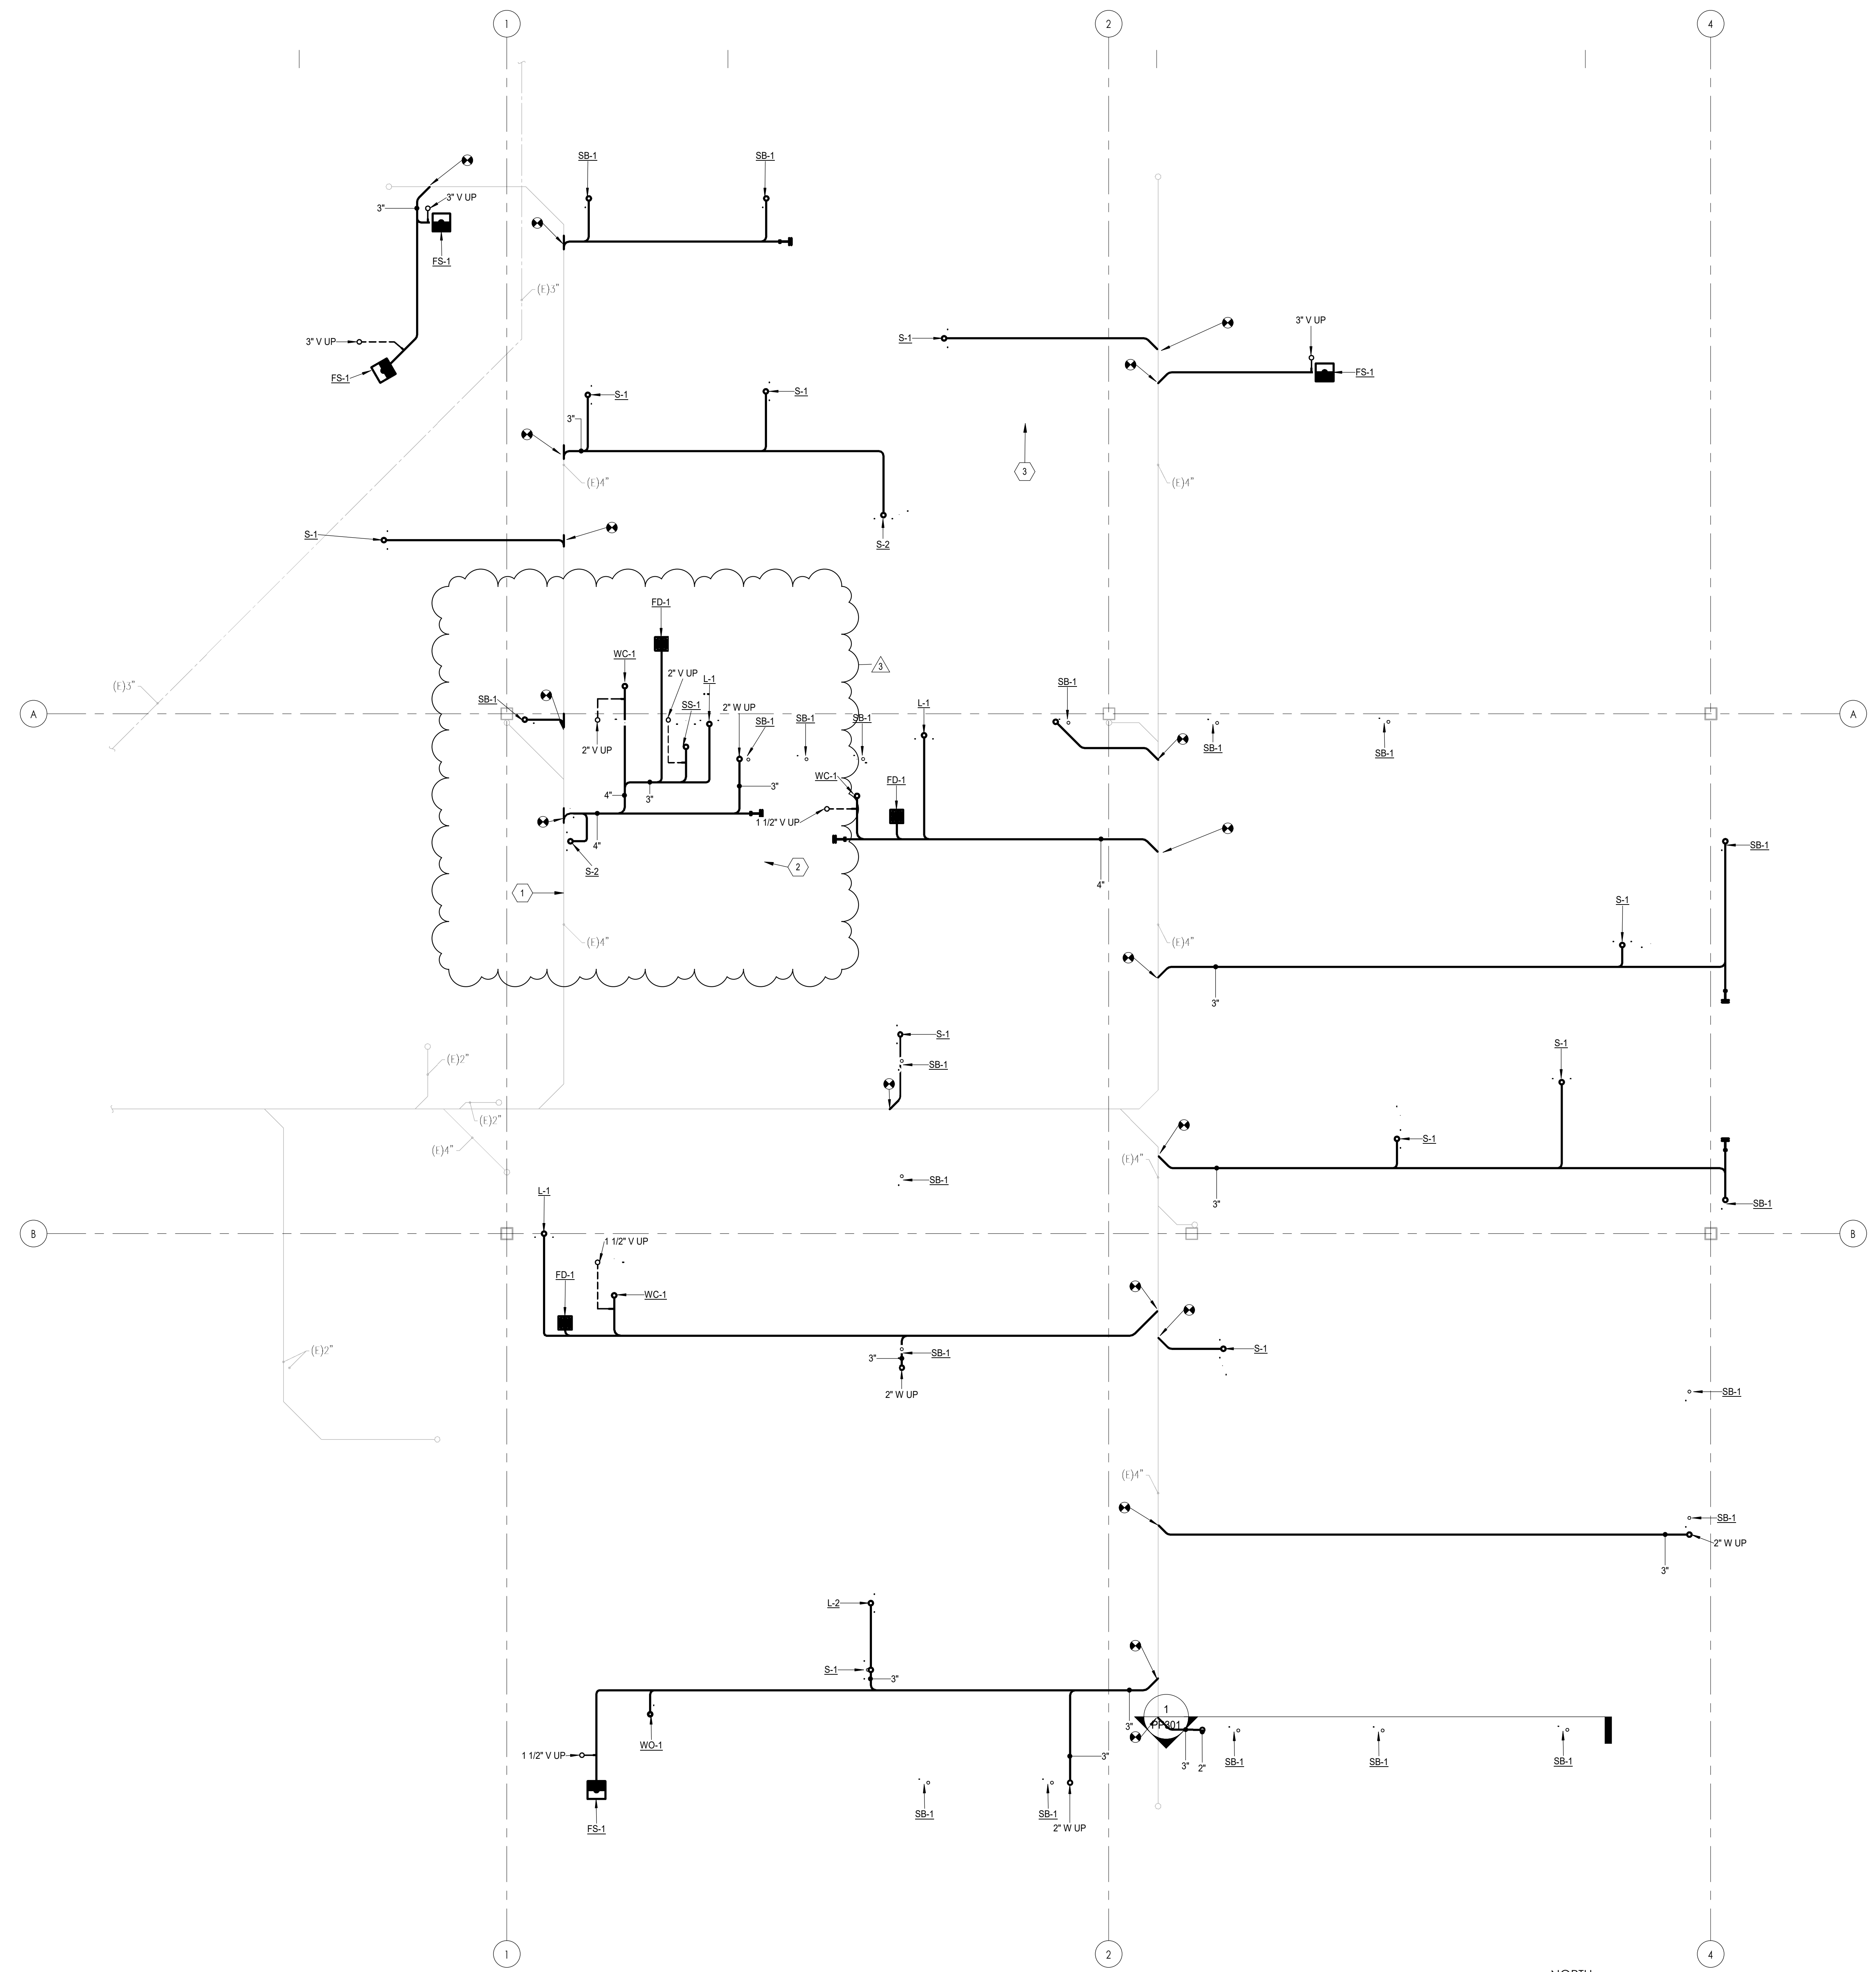 1
2
4
SB-1
SB-1
3" V UP
3"
FS-1
(E)3"
S-1
3" V UP
3" V UP
FS-1
FS-1
S-1
S-1
3"
3
(E)4"
(E)4"
S-1
S-2
FD-1
WC-1
3
2" V UP
L-1
(E)3"
SB-1
SB-1
SS-1
2" W UP
L-1
A
A
SB-1
SB-1
SB-1
2" V UP
SB-1
SB-1
WC-1
FD-1
3"
4"
3"
1 1/2" V UP
4"
SB-1
2
S-2
4"
1
S-1
(E)4"
(E)4"
3"
S-1
S-1
(E)2"
SB-1
(E)2"
S-1
(E)4"
(E)4"
SB-1
L-1
3"
SB-1
B
B
1 1/2" V UP
FD-1
WC-1
(E)2"
SB-1
S-1
3"
2" W UP
SB-1
(E)4"
SB-1
2" W UP
3"
L-2
S-1
3"
1
PP301
3"
WO-1
1 1/2" V UP
3"
3"
2"
SB-1
SB-1
SB-1
SB-1
SB-1
FS-1
2" W UP
1
2
4
NORTH